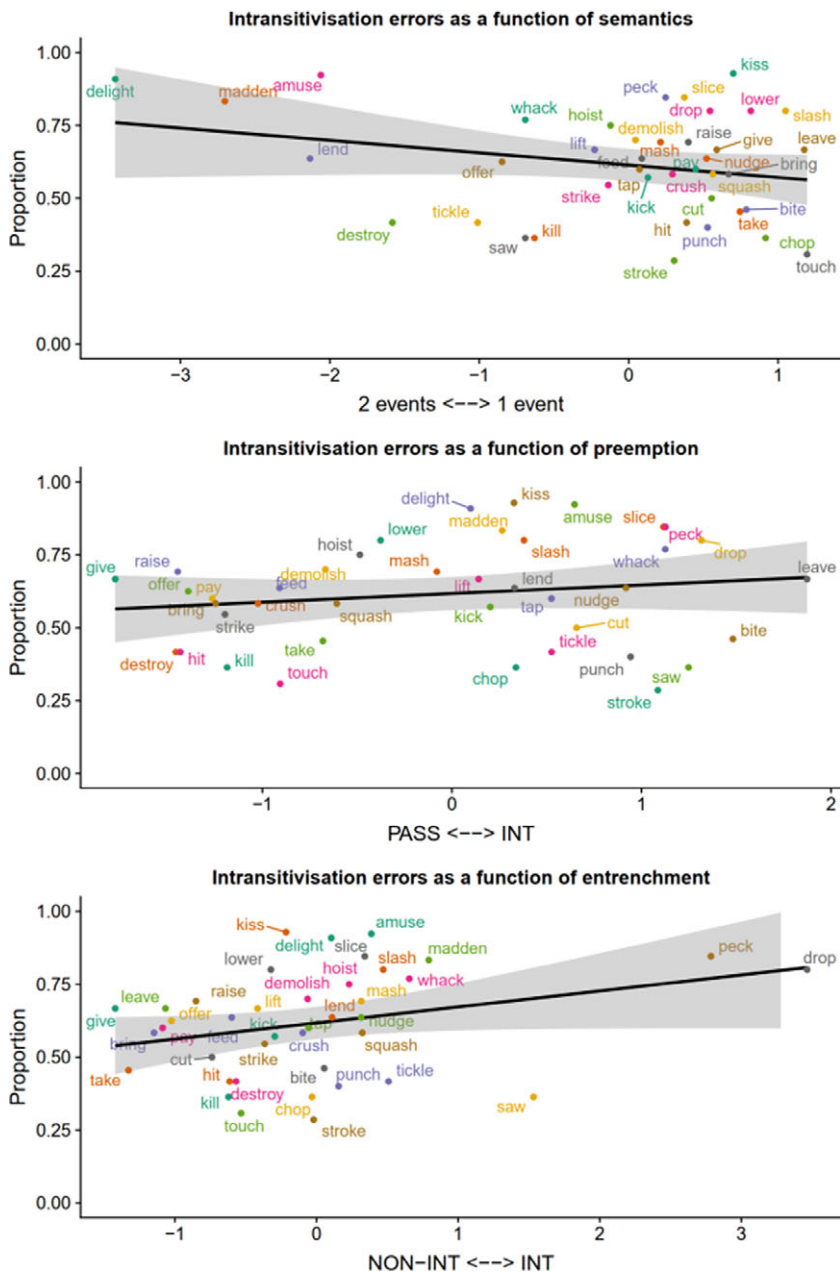 Intransitivisation errors as a function of semantics
1.00
0.75
0.50
0.25
0.00
Proportion
delight
madden
amuse
lend
destroy
offer
tickle
saw
kill
whack
hoist
lift
strike
peck
slice
kiss
drop
lower
slash
demolish
raise
mash
give
leave
feed
pay
nudge
bring
tap
crush
squash
kick
cut
bite
hit
take
punch
chop
stroke
touch
−3
−2
−1
0
1
2 events <−−> 1 event
Intransitivisation errors as a function of preemption
1.00
0.75
0.50
0.25
0.00
Proportion
delight
kiss
amuse
madden
slice
peck
drop
lower
slash
hoist
whack
mash
raise
give
demolish
feed
offer
pay
lift
lend
leave
bring
crush
squash
tap
nudge
strike
kick
cut
take
bite
destroy
hit
kill
touch
tickle
chop
punch
saw
stroke
−1
0
1
2
PASS <−−> INT
Intransitivisation errors as a function of entrenchment
1.00
0.75
0.50
0.25
0.00
Proportion
kiss
amuse
delight
slice
madden
peck
drop
lower
hoist
slash
whack
demolish
mash
leave
raise
lift
lend
give
offer
tap
nudge
bring
pay
feed
kick
crush
squash
cut
strike
take
hit
bite
punch
tickle
destroy
kill
chop
saw
touch
stroke
−1
0
1
2
3
NON−INT <−−> INT